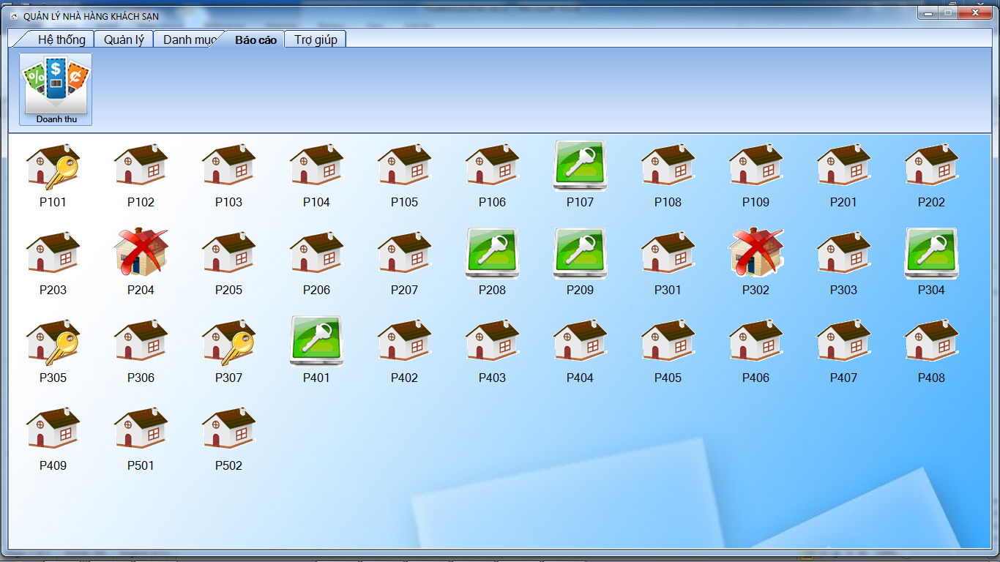 QUẢN LÝ NHÀ HÀNG KHÁCH SẠN
Hệ thống Quản lý Danh mục Báo cáo Trợ giúp
% $ ¢
Doanh thu
P101 P102 P103 P104 P105 P106 P107 P108 P109 P201 P202
P203 P204 P205 P206 P207 P208 P209 P301 P302 P303 P304
P305 P306 P307 P401 P402 P403 P404 P405 P406 P407 P408
P409 P501 P502